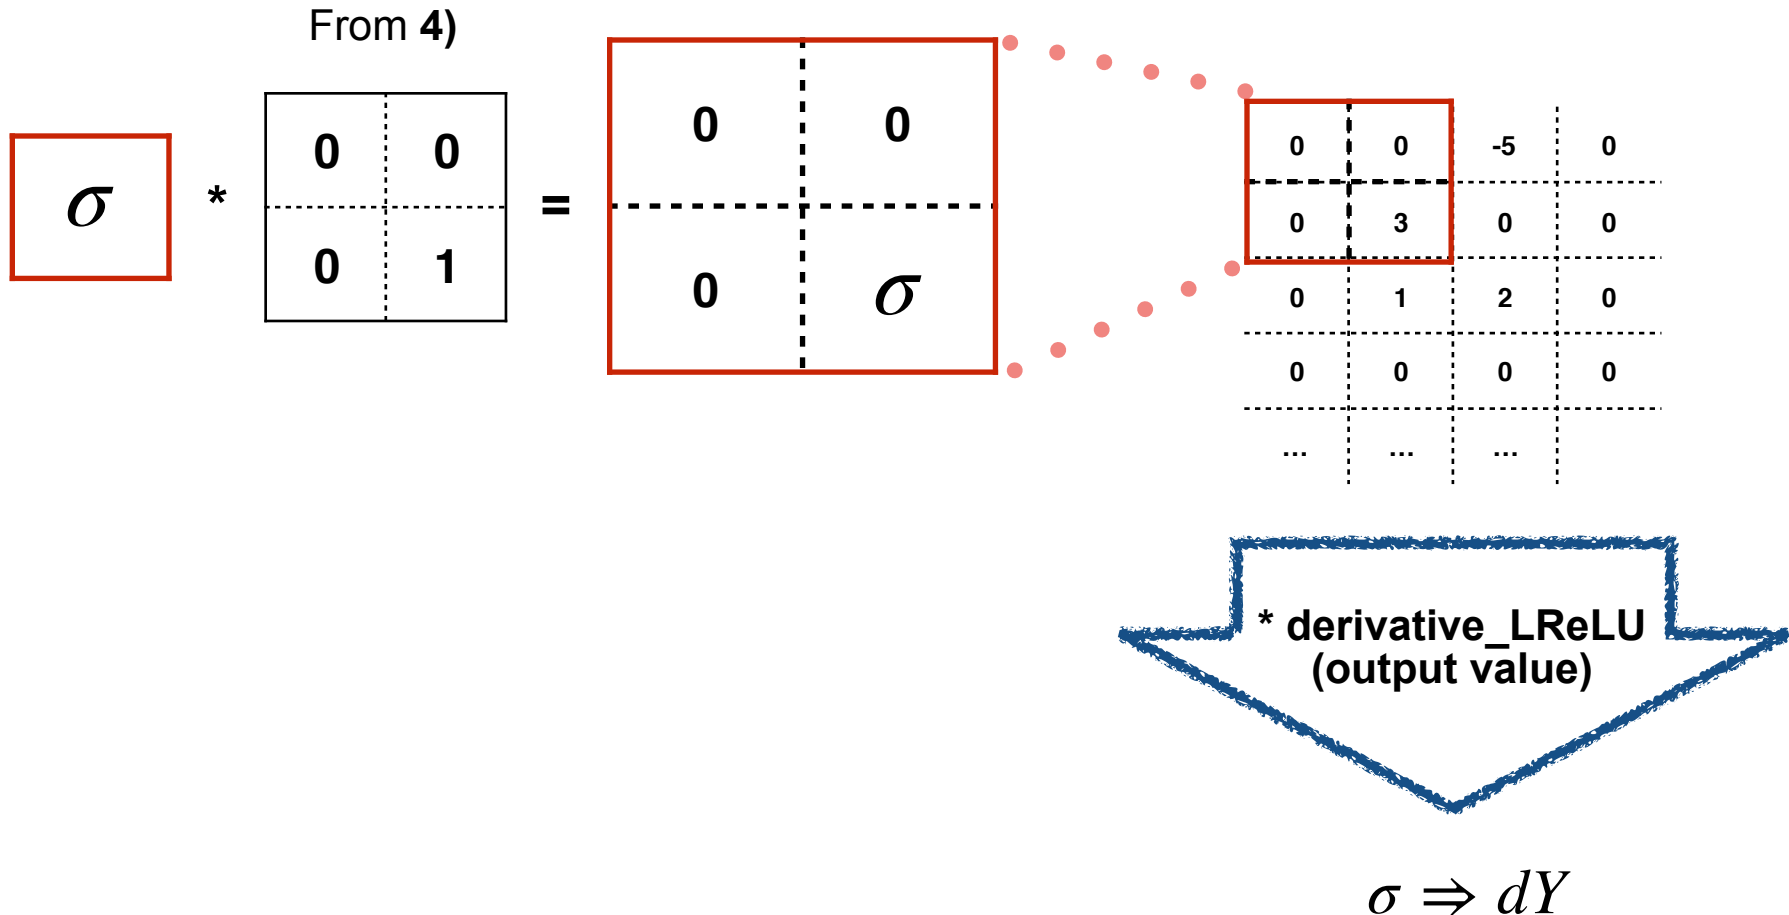 From 4)
σ * 0 0 = 0 0
0 1 0 σ
0 0 -5 0
0 3 0 0
0 1 2 0
0 0 0 0
... ... ...
* derivative_LReLU
(output value)
σ ⇒ dY